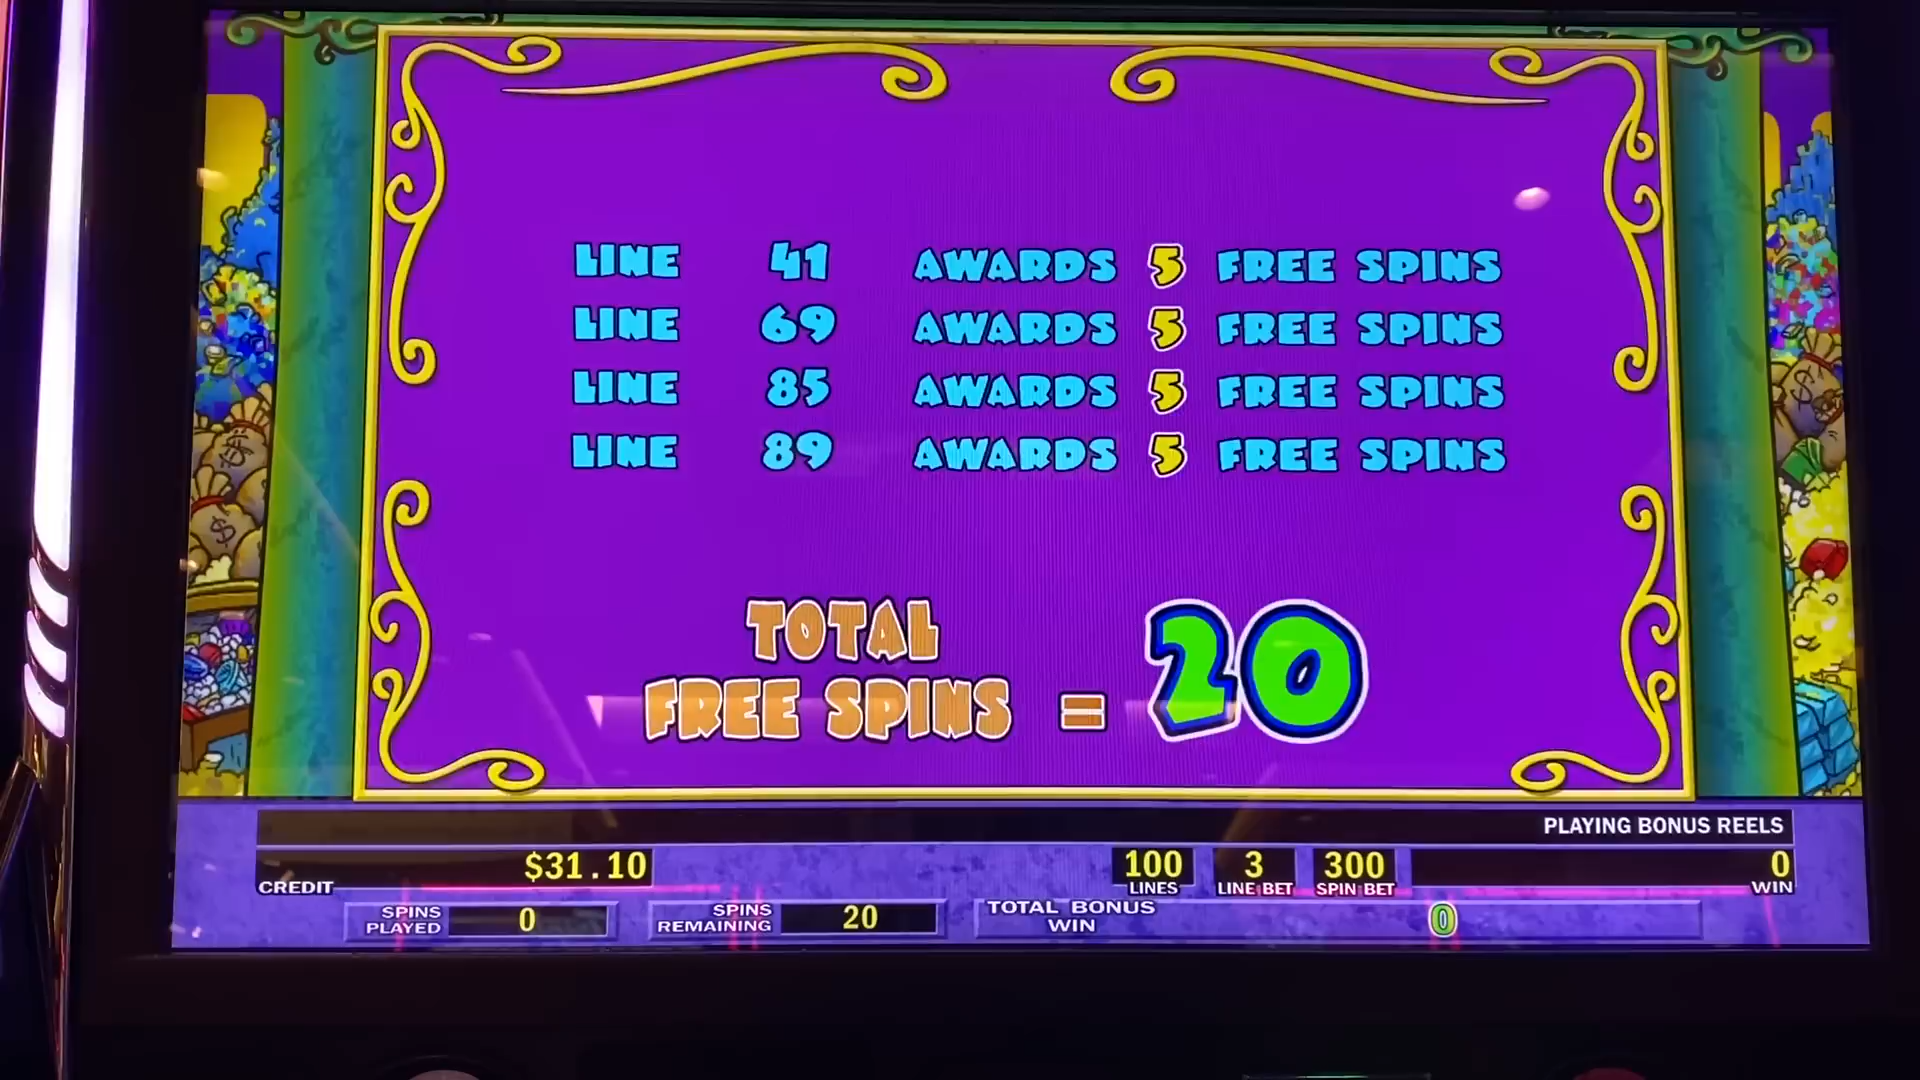 LINE 41 AWARDS 5 FREE SPINS
LINE 69 AWARDS 5 FREE SPINS
LINE 85 AWARDS 5 FREE SPINS
LINE 89 AWARDS 5 FREE SPINS
TOTAL
FREE SPINS = 20
PLAYING BONUS REELS
$31.10 100 3 300 0
CREDIT LINES LINE BET SPIN BET WIN
SPINS PLAYED 0
SPINS REMAINING 20
TOTAL BONUS WIN 0